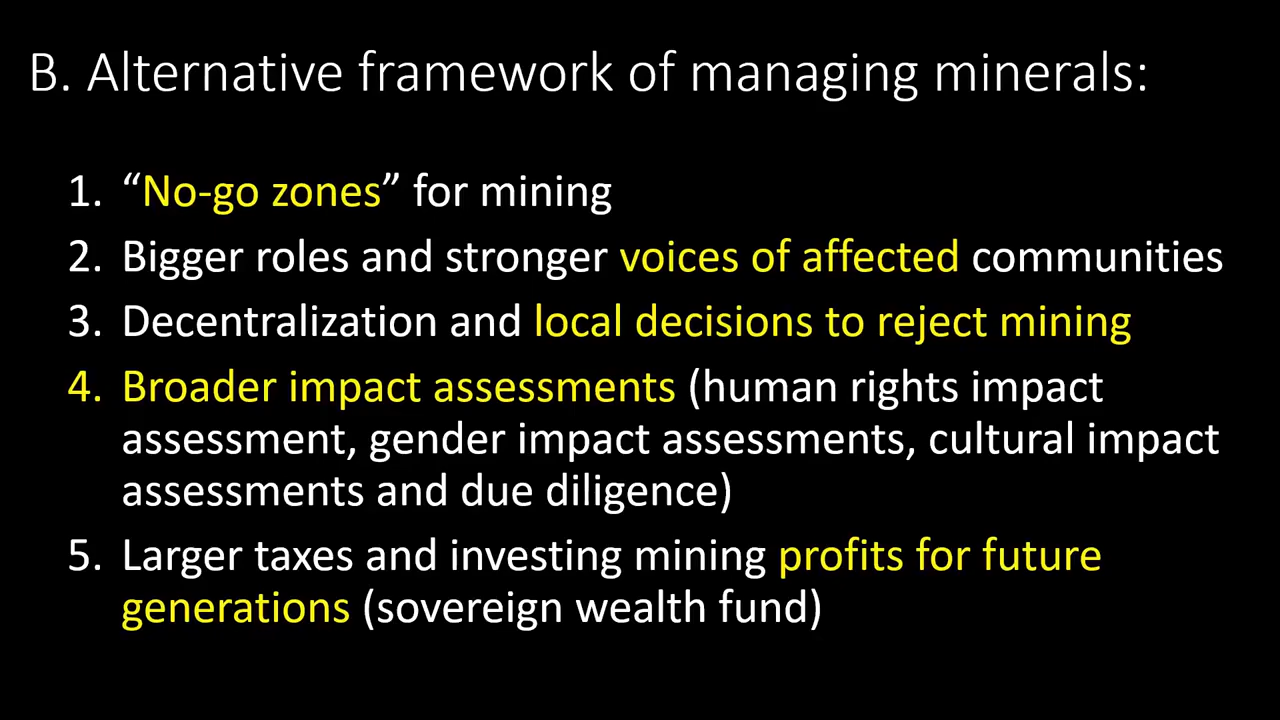 B. Alternative framework of managing minerals:
1. “No-go zones” for mining
2. Bigger roles and stronger voices of affected communities
3. Decentralization and local decisions to reject mining
4. Broader impact assessments (human rights impact
assessment, gender impact assessments, cultural impact
assessments and due diligence)
5. Larger taxes and investing mining profits for future
generations (sovereign wealth fund)